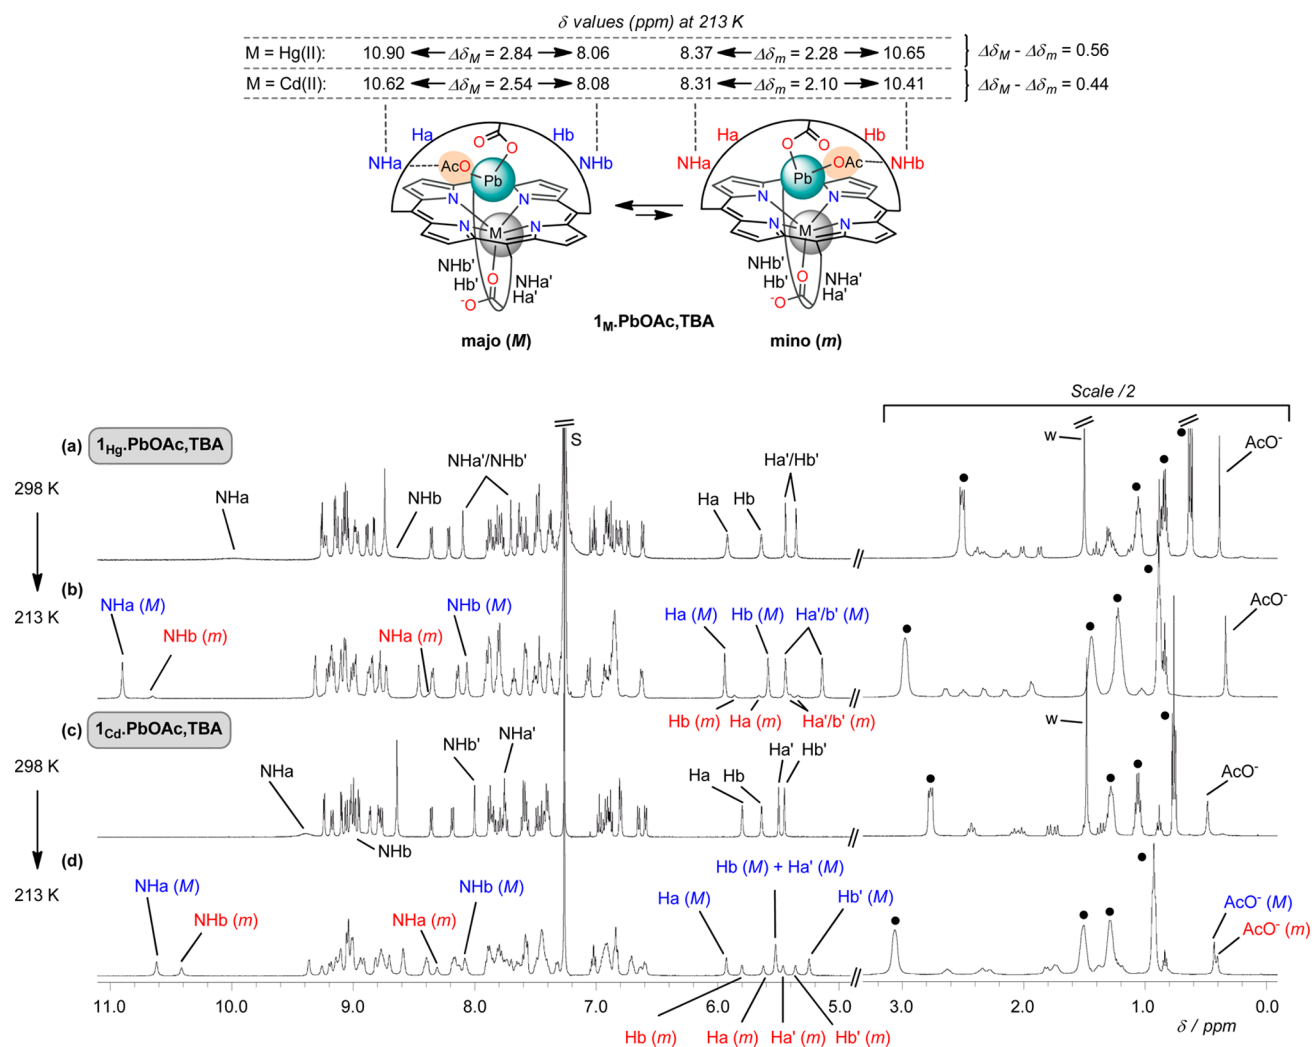 δ values (ppm) at 213 K
M = Hg(II): 10.90 Δδ_M = 2.84 8.06 8.37 Δδ_m = 2.28 10.65 Δδ_M - Δδ_m = 0.56
M = Cd(II): 10.62 Δδ_M = 2.54 8.08 8.31 Δδ_m = 2.10 10.41 Δδ_M - Δδ_m = 0.44
Ha O O Hb Ha O O Hb
NHa AcO Pb NHb NHa Pb OAc NHb
N N N N
N M N N M N
NHb' NHa' NHb' NHa'
Hb' O Ha' Hb' O Ha'
-O -O
1M.PbOAc,TBA
majo (M) mino (m)
Scale /2
(a) 1Hg.PbOAc,TBA
298 K
NHa NHa'/NHb' NHb S Ha Hb Ha'/Hb' w AcO-
(b)
213 K
NHa (M) NHb (m) NHa (m) NHb (M) Ha (M) Hb (M) Ha'/b' (M) AcO-
Hb (m) Ha (m) Ha'/b' (m)
(c) 1Cd.PbOAc,TBA
298 K
NHa NHb NHb' NHa' Ha Hb Ha' Hb' w AcO-
(d)
213 K
NHa (M) NHb (m) NHa (m) NHb (M) Ha (M) Hb (M) + Ha' (M) Hb' (M) AcO- (M)
AcO- (m)
11.0 10.0 9.0 8.0 7.0 6.0 5.0 3.0 2.0 1.0 0.0
Hb (m) Ha (m) Ha' (m) Hb' (m)
δ / ppm